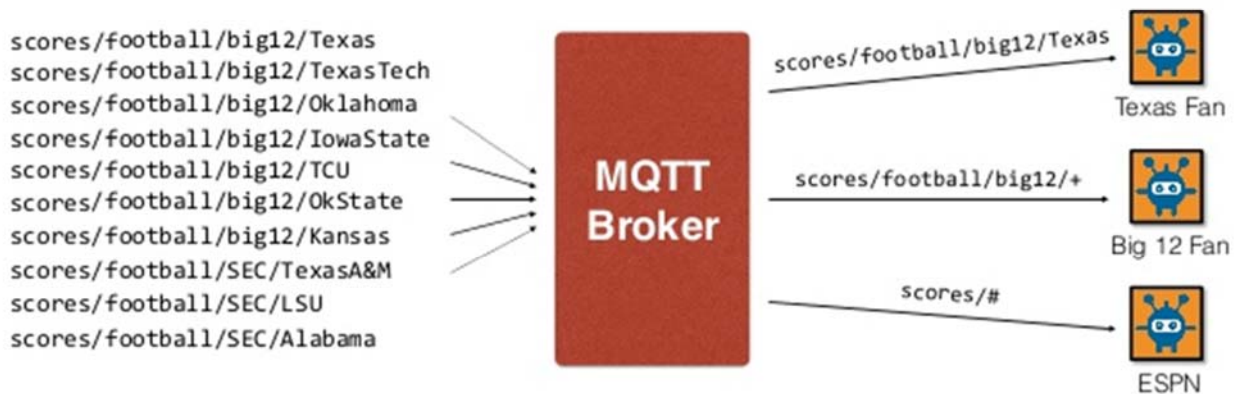 scores/football/big12/Texas
scores/football/big12/TexasTech
scores/football/big12/Oklahoma
scores/football/big12/IowaState
scores/football/big12/TCU
scores/football/big12/OkState
scores/football/big12/Kansas
scores/football/SEC/TexasA&M
scores/football/SEC/LSU
scores/football/SEC/Alabama
MQTT
Broker
scores/football/big12/Texas
Texas Fan
scores/football/big12/+
Big 12 Fan
scores/#
ESPN